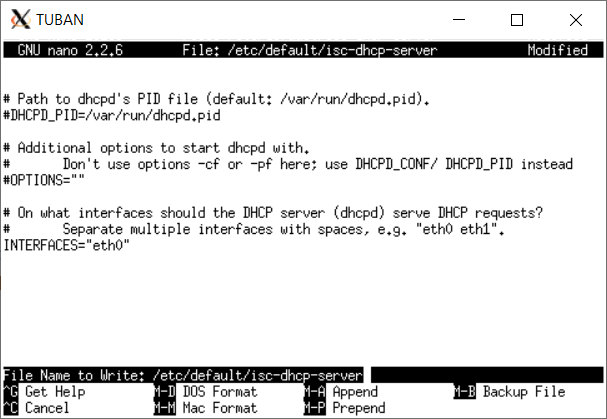 TUBAN
GNU nano 2.2.6 File: /etc/default/isc-dhcp-server Modified
# Path to dhcpd's PID file (default: /var/run/dhcpd.pid).
#DHCPD_PID=/var/run/dhcpd.pid
# Additional options to start dhcpd with.
# Don't use options -cf or -pf here; use DHCPD_CONF/ DHCPD_PID instead
#OPTIONS=""
# On what interfaces should the DHCP server (dhcpd) serve DHCP requests?
# Separate multiple interfaces with spaces, e.g. "eth0 eth1".
INTERFACES="eth0"
File Name to Write: /etc/default/isc-dhcp-server
^G Get Help M-D DOS Format M-A Append M-B Backup File
^C Cancel M-M Mac Format M-P Prepend